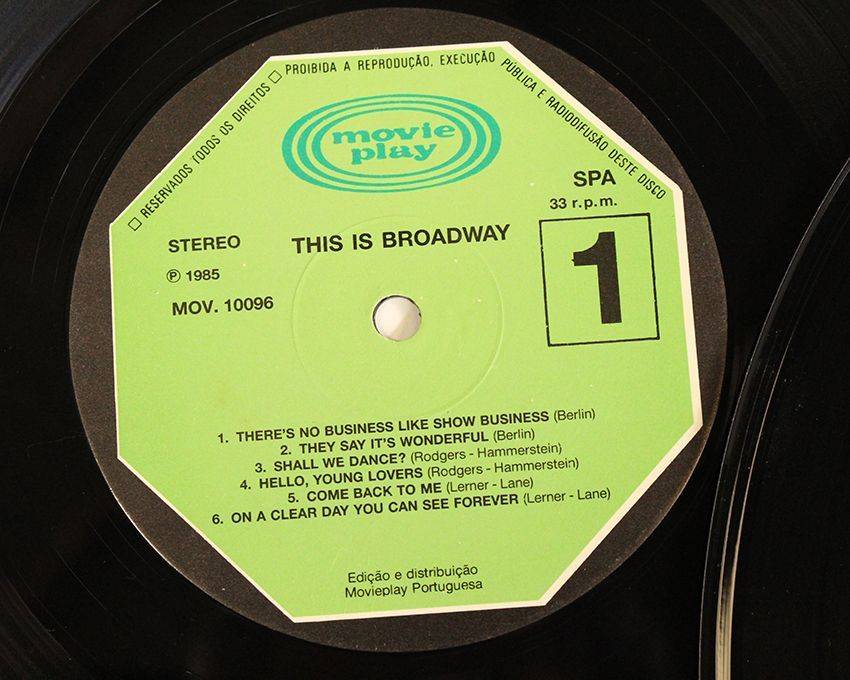 □ RESERVADOS TODOS OS DIREITOS □ PROIBIDA A REPRODUÇÃO, EXECUÇÃO PÚBLICA E RADIODIFUSÃO DESTE DISCO
movie
play
SPA
33 r.p.m.
STEREO
THIS IS BROADWAY
1
℗ 1985
MOV. 10096
1. THERE'S NO BUSINESS LIKE SHOW BUSINESS (Berlin)
2. THEY SAY IT'S WONDERFUL (Berlin)
3. SHALL WE DANCE? (Rodgers - Hammerstein)
4. HELLO, YOUNG LOVERS (Rodgers - Hammerstein)
5. COME BACK TO ME (Lerner - Lane)
6. ON A CLEAR DAY YOU CAN SEE FOREVER (Lerner - Lane)
Edição e distribuição
Movieplay Portuguesa